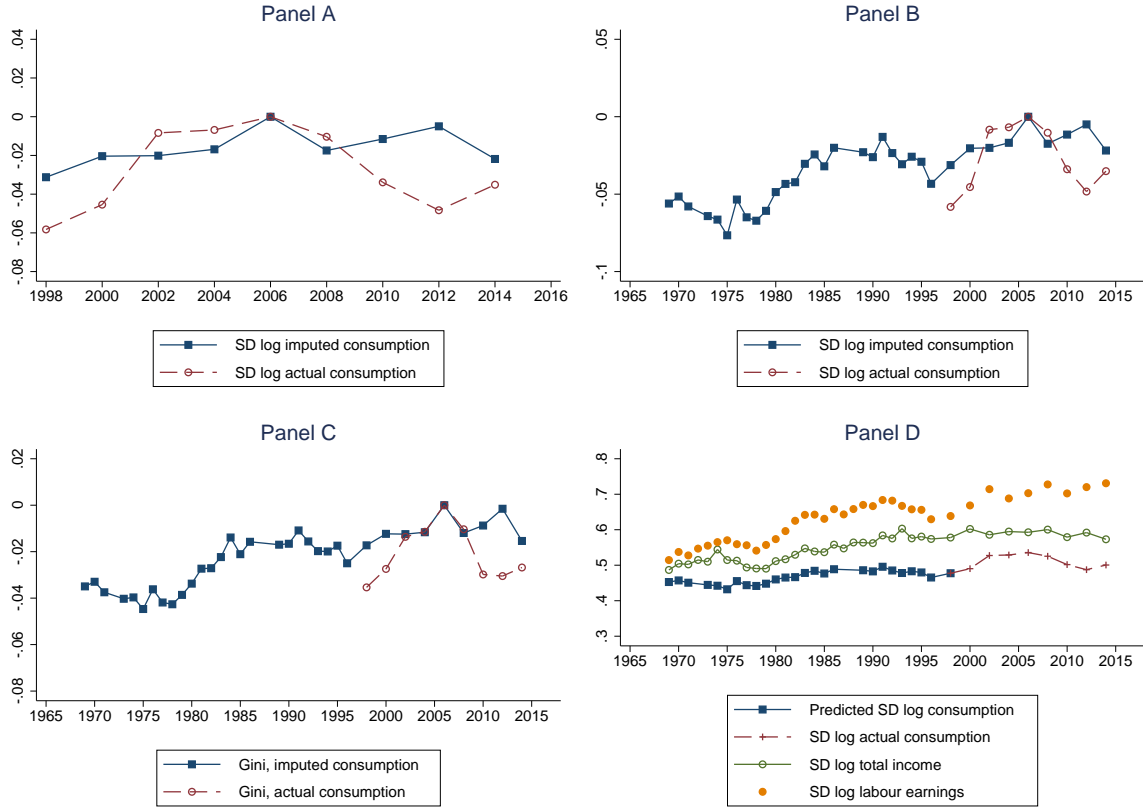 Panel A
.04
.02
0
-.02
-.04
-.06
-.08
1998 2000 2002 2004 2006 2008 2010 2012 2014 2016
SD log imputed consumption
SD log actual consumption
Panel B
.05
0
-.05
-.1
1965 1970 1975 1980 1985 1990 1995 2000 2005 2010 2015
SD log imputed consumption
SD log actual consumption
Panel C
.02
0
-.02
-.04
-.06
-.08
1965 1970 1975 1980 1985 1990 1995 2000 2005 2010 2015
Gini, imputed consumption
Gini, actual consumption
Panel D
.8
.7
.6
.5
.4
.3
1965 1970 1975 1980 1985 1990 1995 2000 2005 2010 2015
Predicted SD log consumption
SD log actual consumption
SD log total income
SD log labour earnings